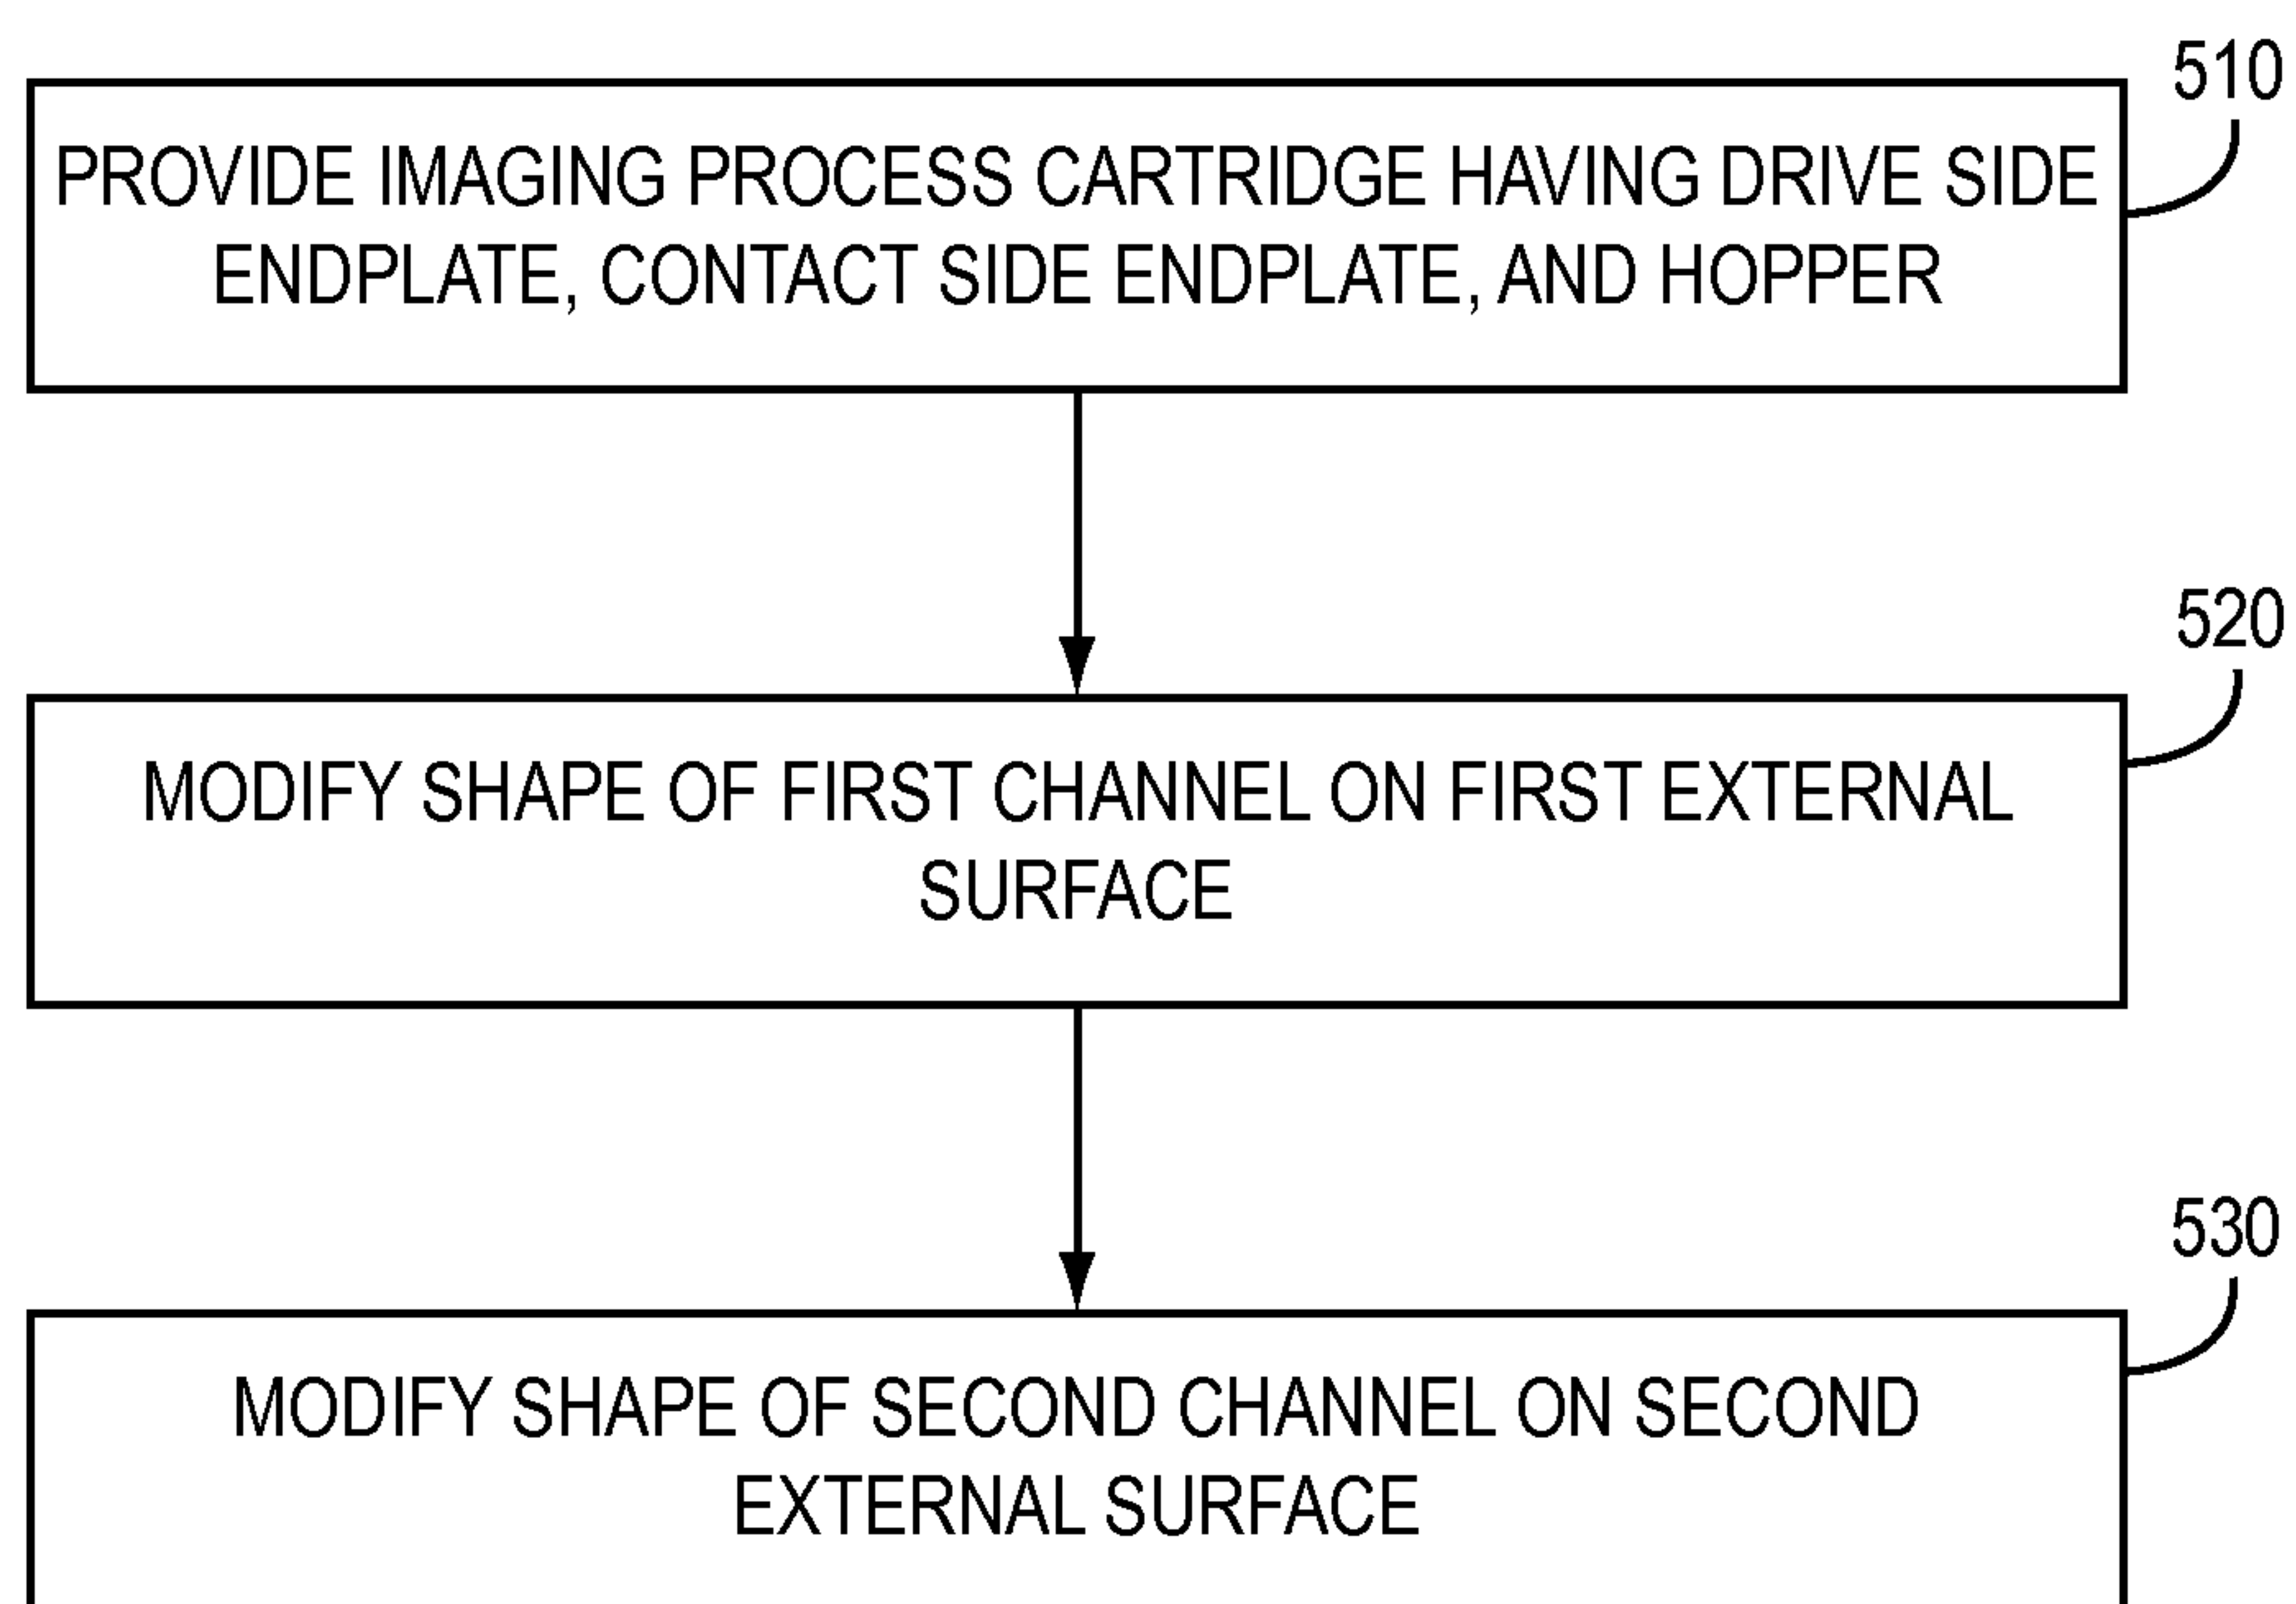 510
PROVIDE IMAGING PROCESS CARTRIDGE HAVING DRIVE SIDE
ENDPLATE, CONTACT SIDE ENDPLATE, AND HOPPER
520
MODIFY SHAPE OF FIRST CHANNEL ON FIRST EXTERNAL
SURFACE
530
MODIFY SHAPE OF SECOND CHANNEL ON SECOND
EXTERNAL SURFACE